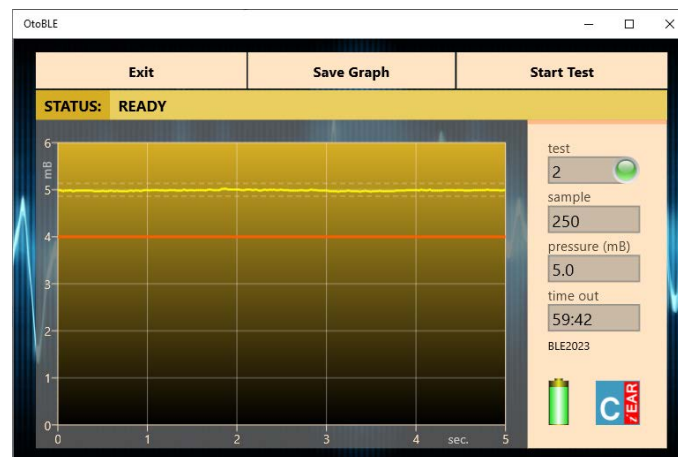 OtoBLE
Exit Save Graph Start Test
STATUS: READY
6
mB
5
4
3
2
1
0
0 1 2 3 4 sec. 5
test
2
sample
250
pressure (mB)
5.0
time out
59:42
BLE2023
C iEAR